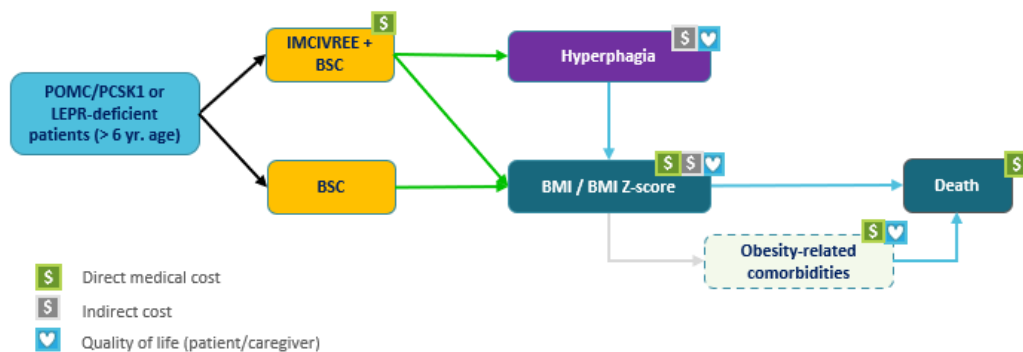 POMC/PCSK1 or
LEPR-deficient
patients (> 6 yr. age)
IMCIVREE +
BSC
$
BSC
Hyperphagia
$
BMI / BMI Z-score
$ $
Obesity-related
comorbidities
$
Death
$
$ Direct medical cost
$ Indirect cost
Quality of life (patient/caregiver)